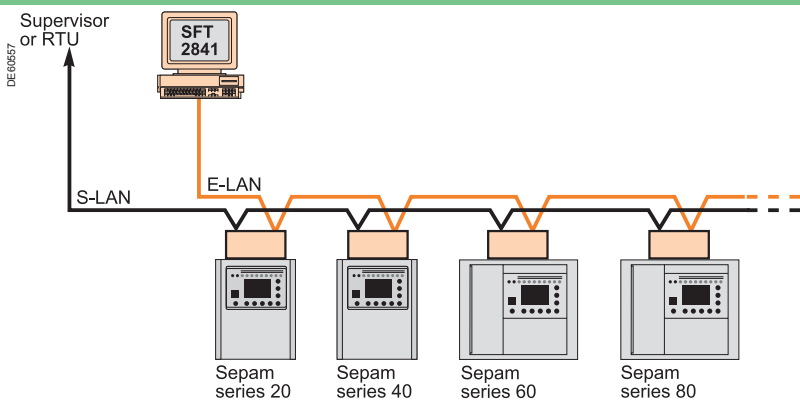 Supervisor
or RTU
DE60557
SFT
2841
E-LAN
S-LAN
Sepam
series 20
Sepam
series 40
Sepam
series 60
Sepam
series 80